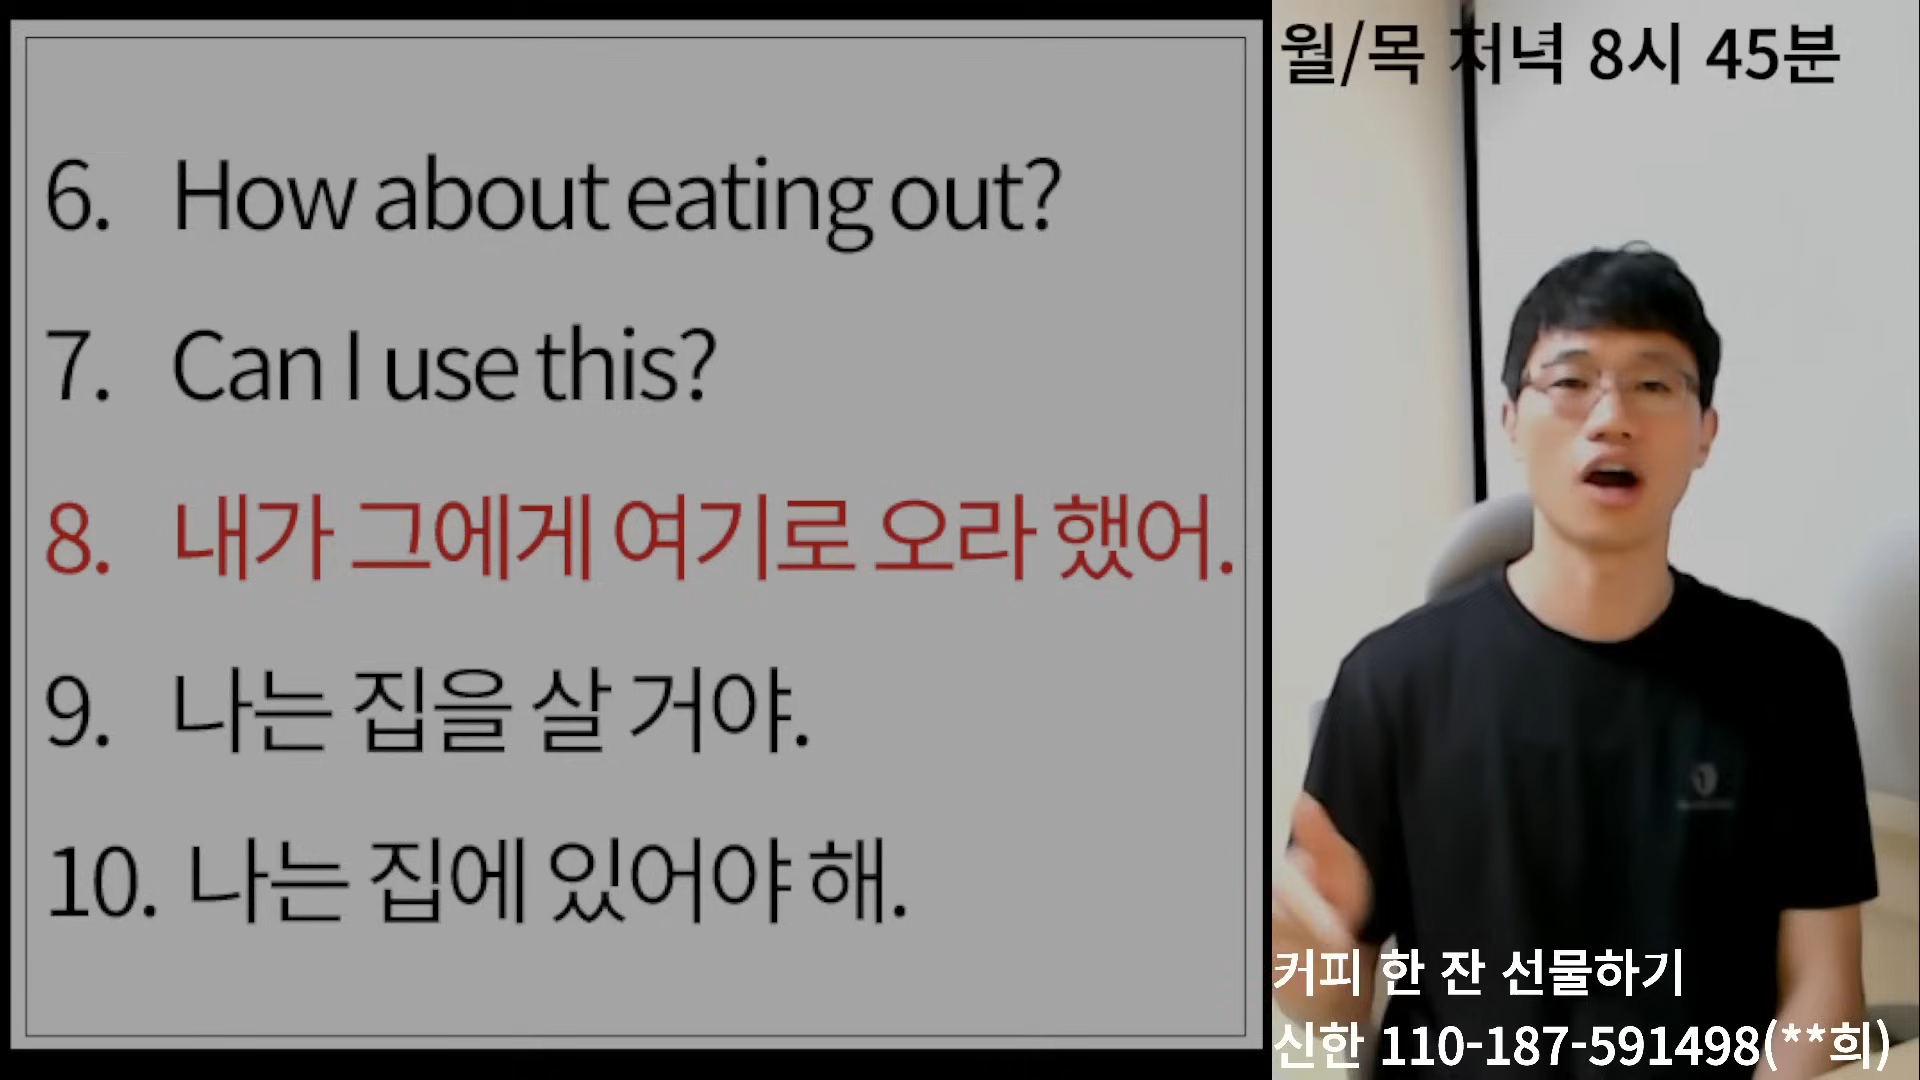 6. How about eating out?
7. Can I use this?
8. 내가 그에게 여기로 오라 했어.
9. 나는 집을 살 거야.
10. 나는 집에 있어야 해.
월/목 저녁 8시 45분
커피 한 잔 선물하기
신한 110-187-591498(**희)